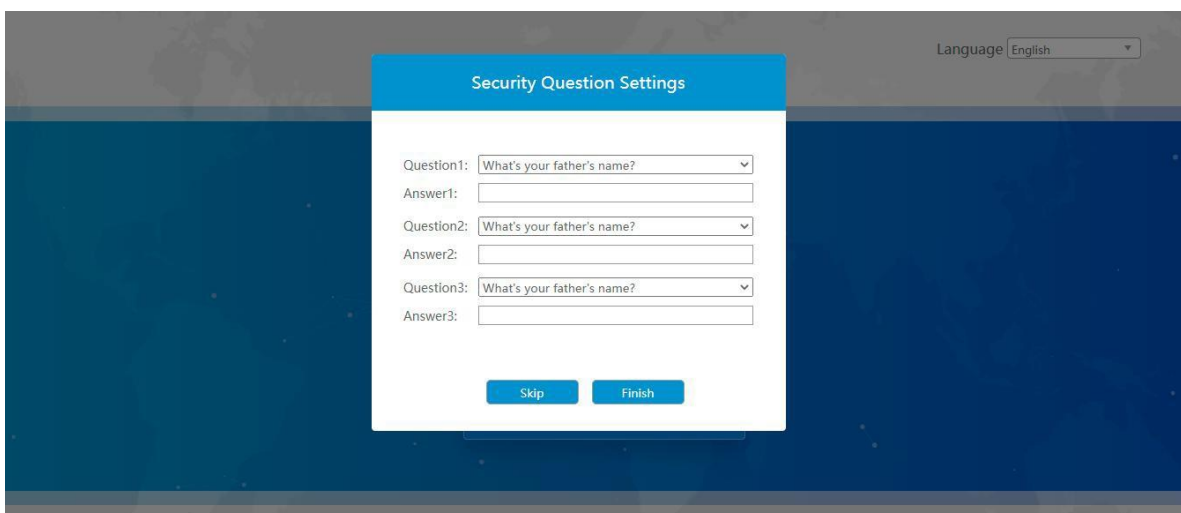 Language English
Security Question Settings
Question1: What's your father's name?
Answer1:
Question2: What's your father's name?
Answer2:
Question3: What's your father's name?
Answer3:
Skip Finish